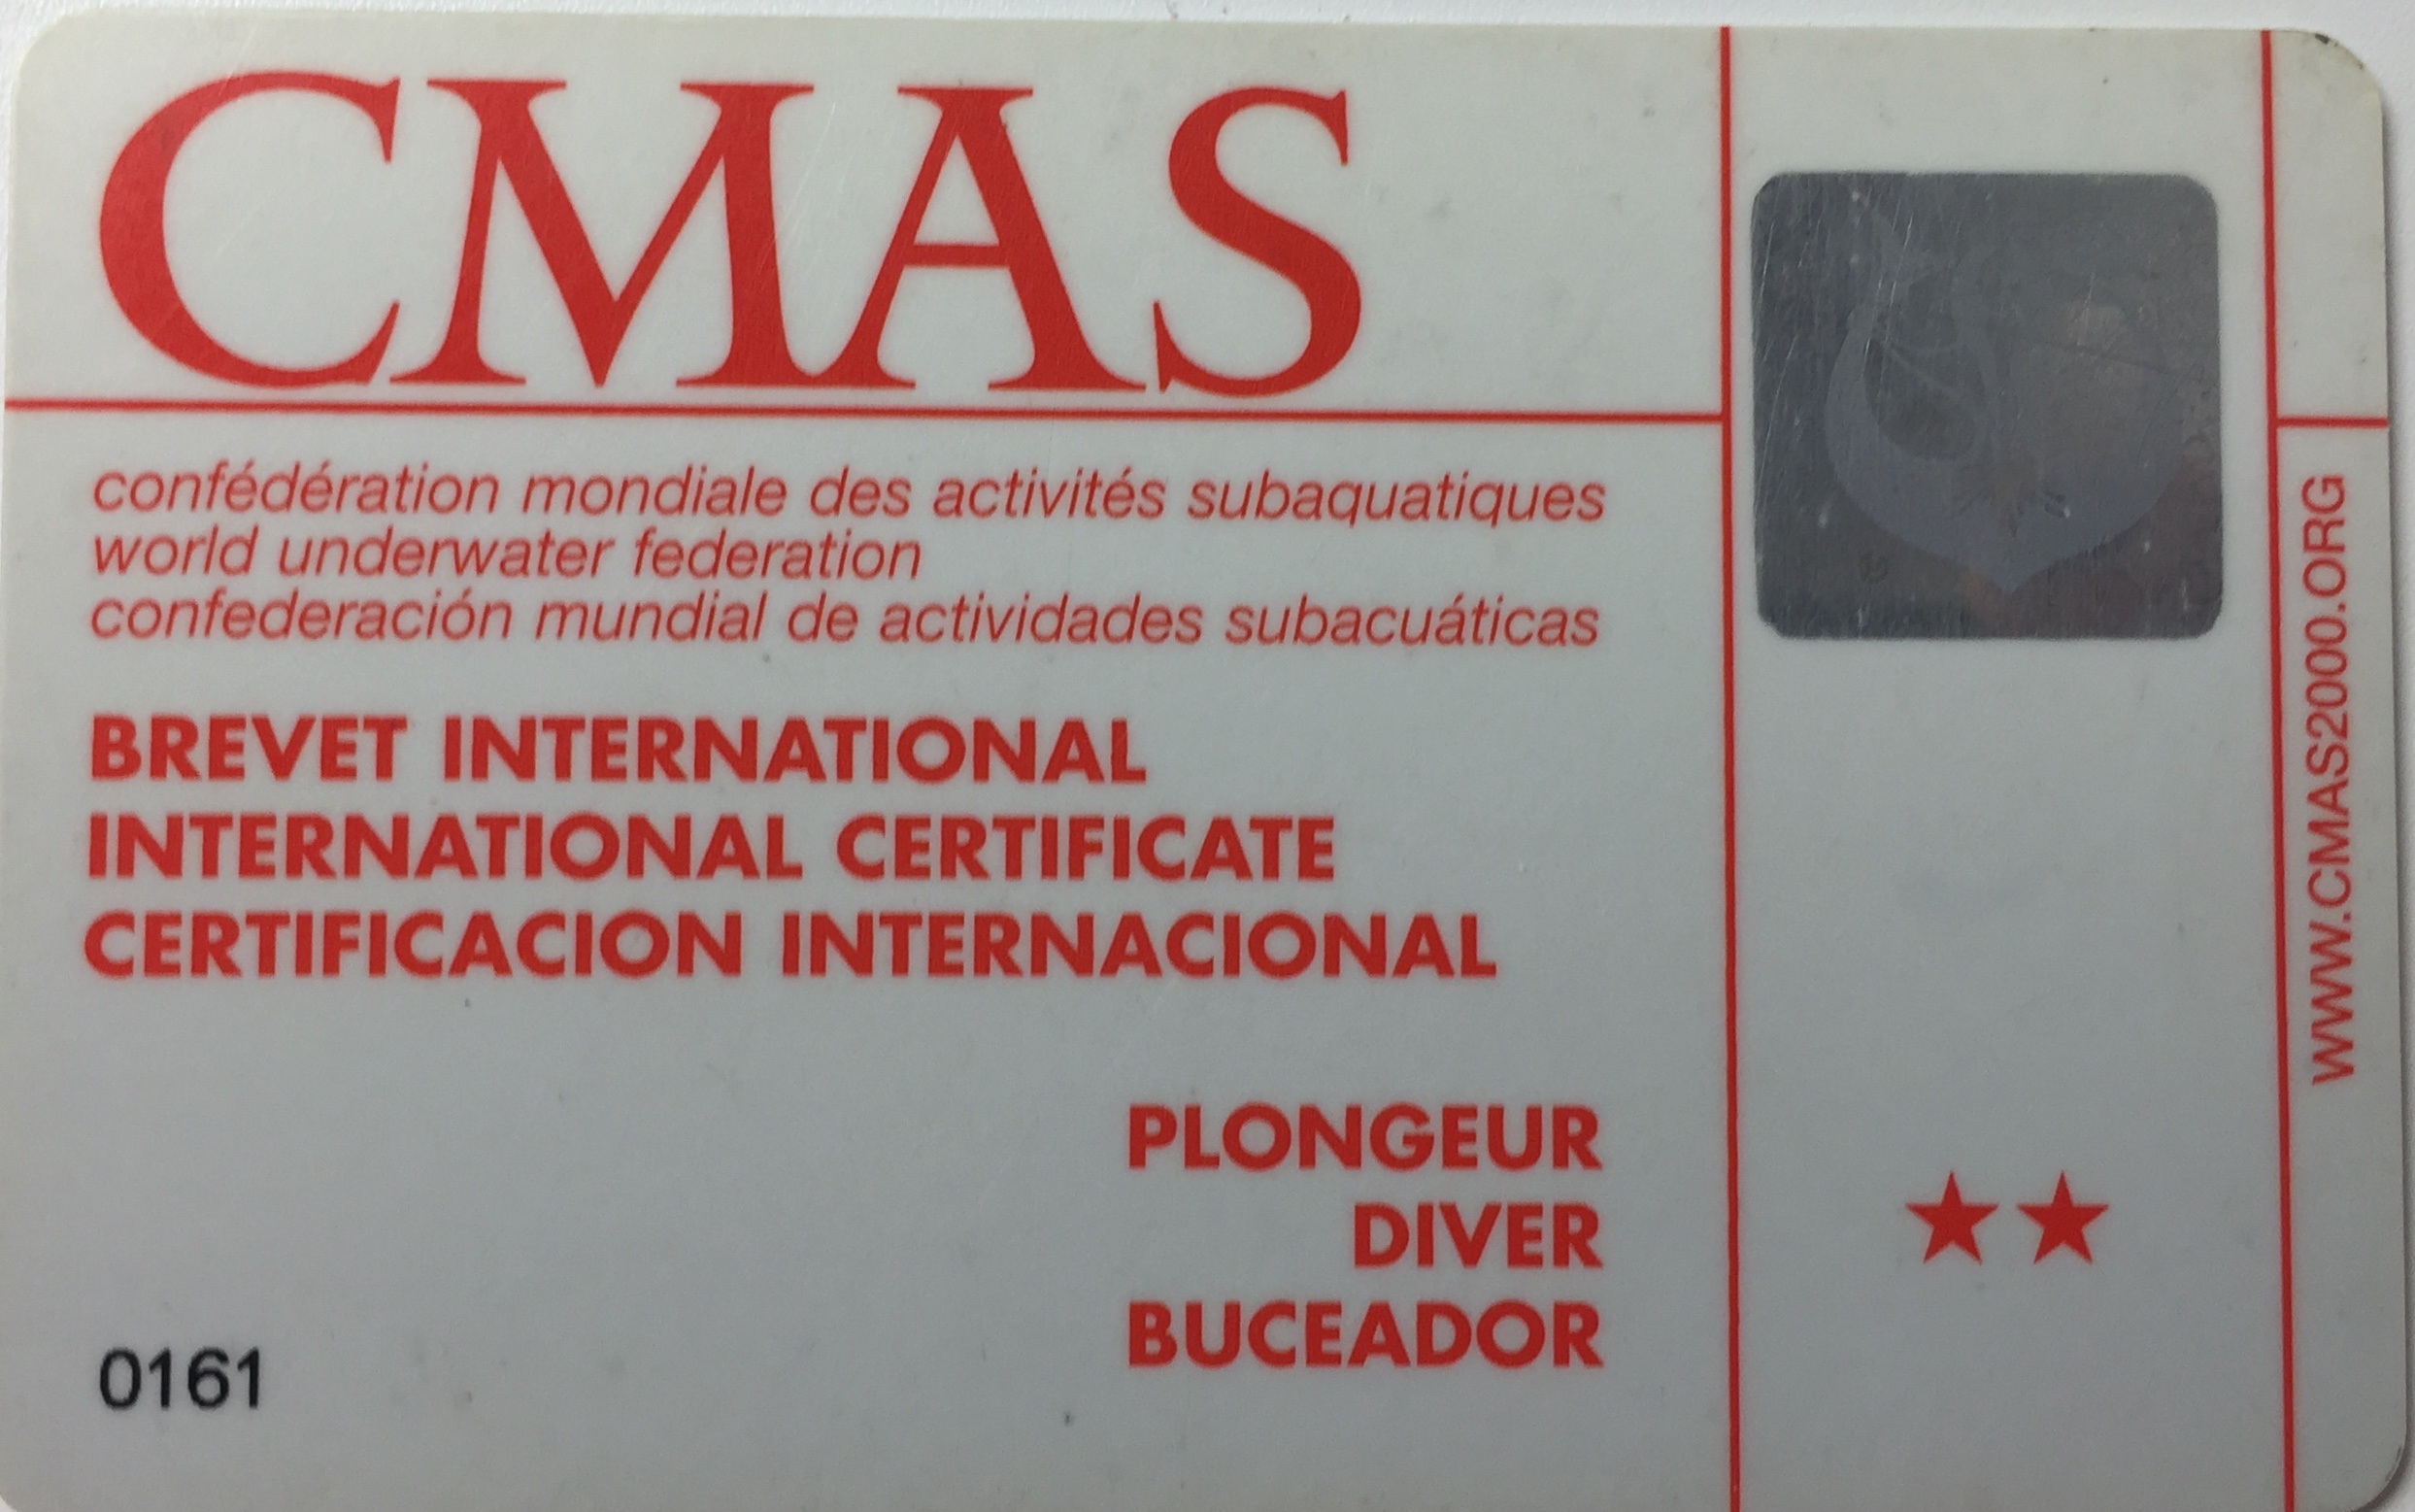 CMAS
confédération mondiale des activités subaquatiques
world underwater federation
confederación mundial de actividades subacuáticas
BREVET INTERNATIONAL
INTERNATIONAL CERTIFICATE
CERTIFICACION INTERNACIONAL
PLONGEUR
DIVER
BUCEADOR
0161
WWW.CMAS2000.ORG